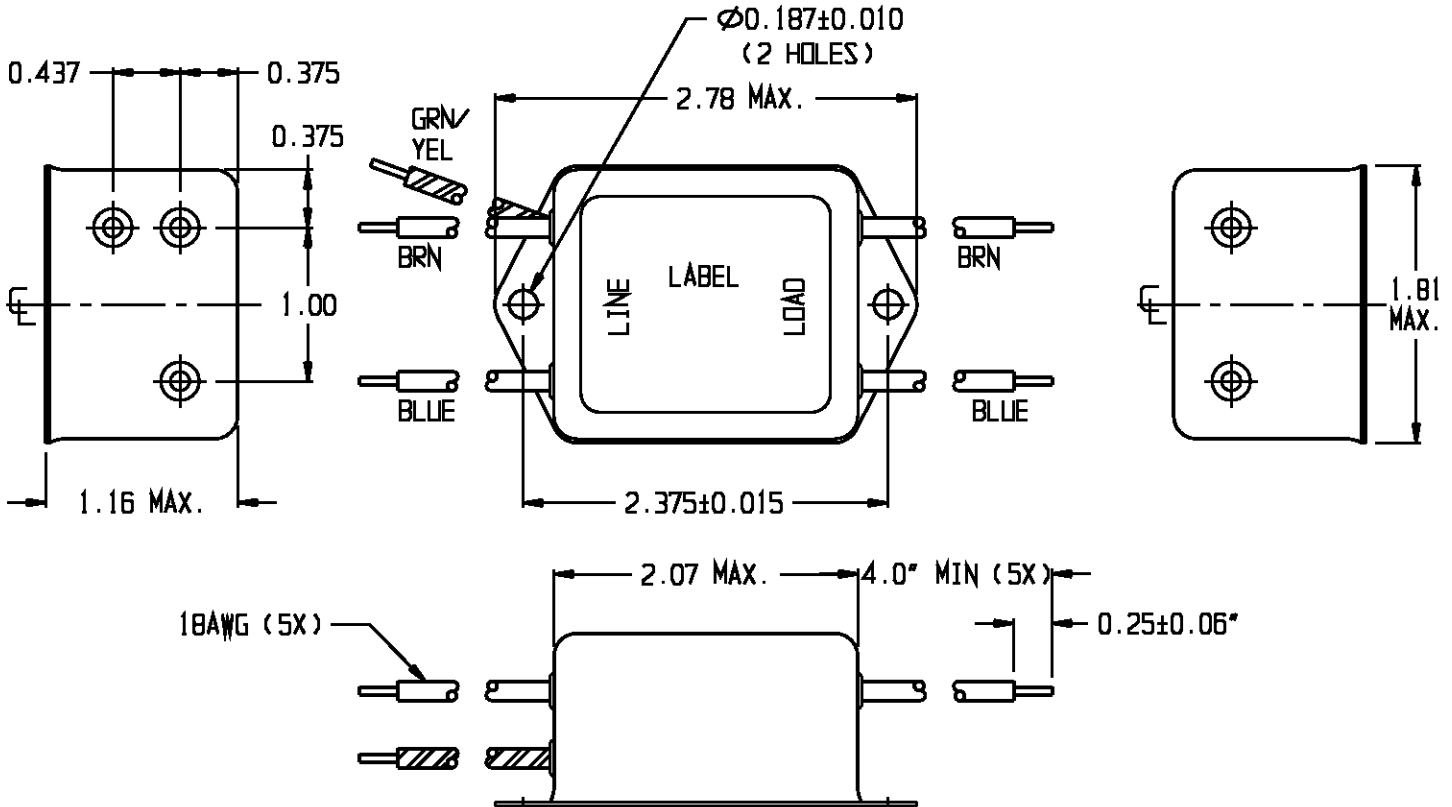 Ø0.187±0.010
(2 HOLES)
0.437
0.375
2.78 MAX.
0.375
GRN/
YEL
BRN
BRN
LABEL
LINE
LOAD
1.00
CL
CL
1.81
MAX.
BLUE
BLUE
1.16 MAX.
2.375±0.015
2.07 MAX.
4.0" MIN (5X)
18AWG (5X)
0.25±0.06"